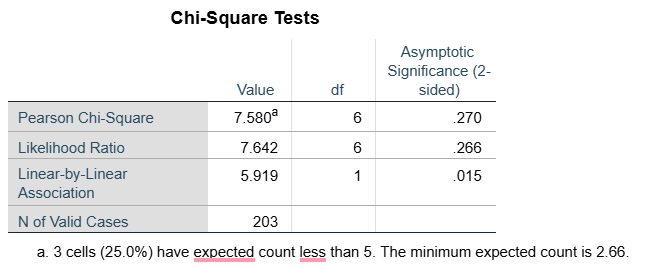 Chi-Square Tests
Asymptotic
Significance (2-
Value df sided)
Pearson Chi-Square 7.580a 6 .270
Likelihood Ratio 7.642 6 .266
Linear-by-Linear 5.919 1 .015
Association
N of Valid Cases 203
a. 3 cells (25.0%) have expected count less than 5. The minimum expected count is 2.66.